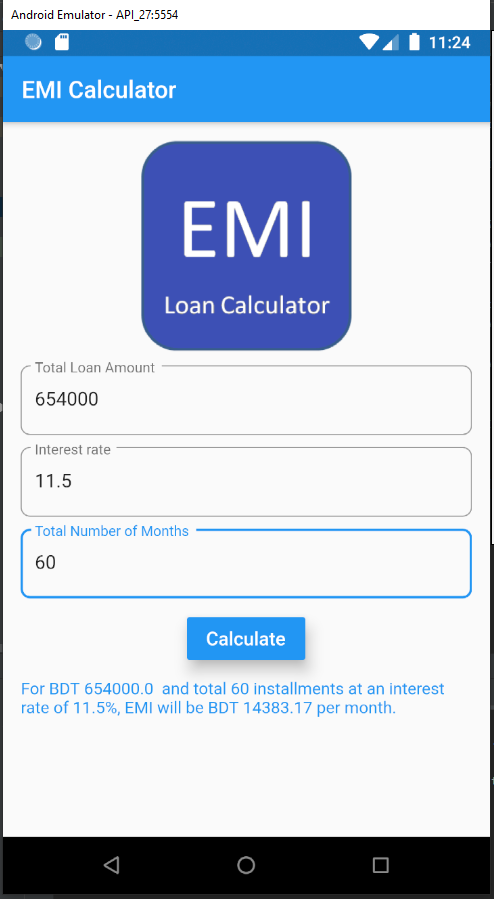 Android Emulator - API_27:5554
11:24
EMI Calculator
EMI
Loan Calculator
Total Loan Amount
654000
Interest rate
11.5
Total Number of Months
60
Calculate
For BDT 654000.0  and total 60 installments at an interest
rate of 11.5%, EMI will be BDT 14383.17 per month.